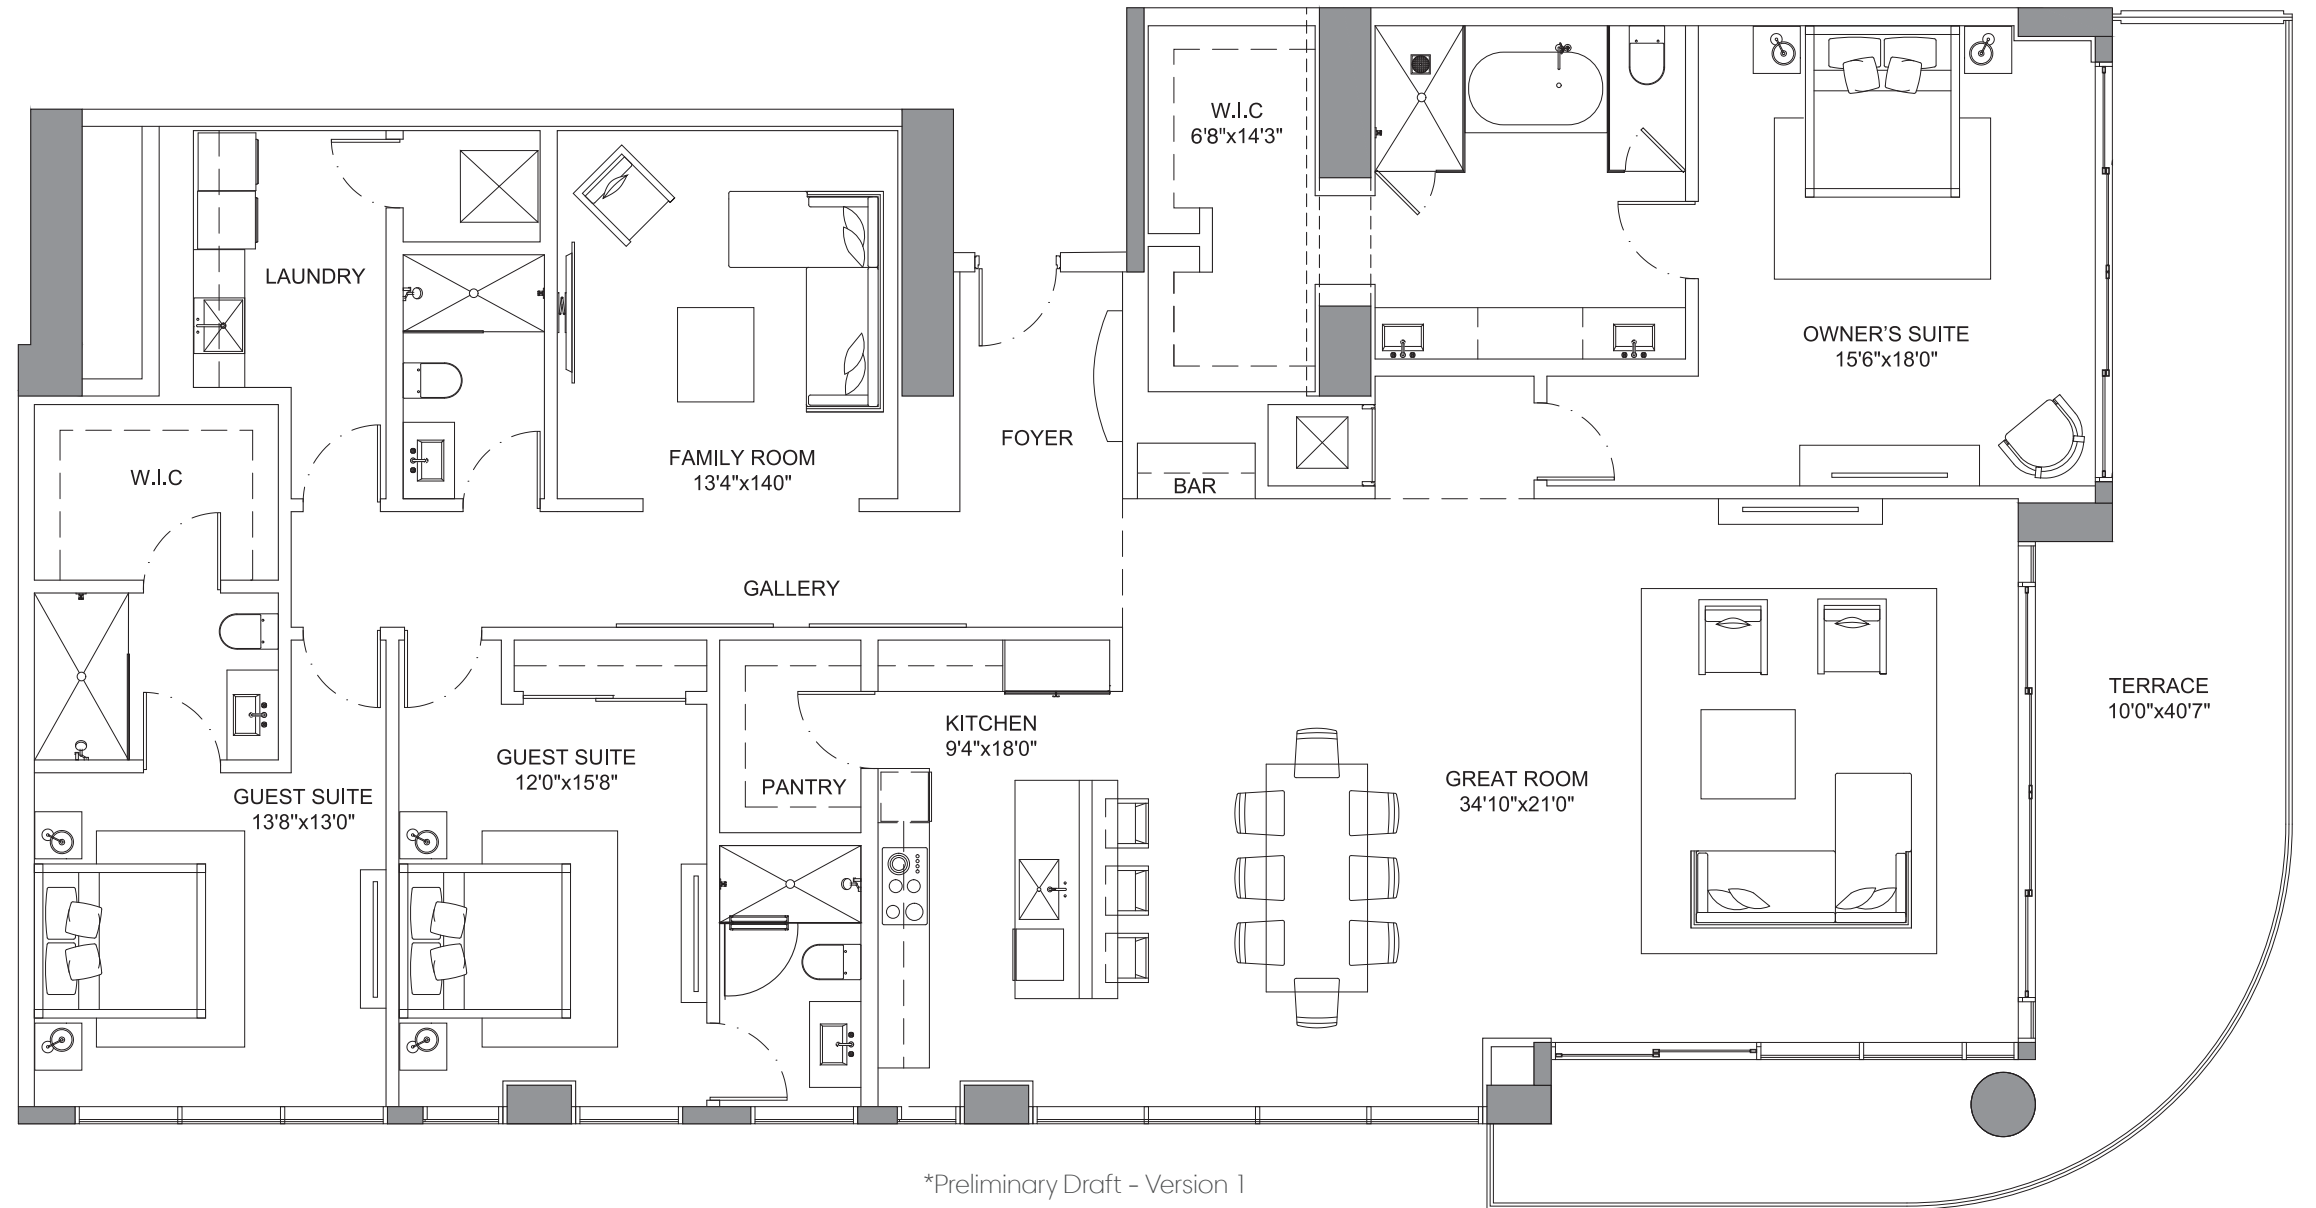 W.I.C
6'8"x14'3"
LAUNDRY
OWNER'S SUITE
15'6"x18'0"
FOYER
FAMILY ROOM
13'4"x140"
W.I.C
BAR
GALLERY
TERRACE
10'0"x40'7"
KITCHEN
9'4"x18'0"
GUEST SUITE
12'0"x15'8"
PANTRY
GREAT ROOM
34'10"x21'0"
GUEST SUITE
13'8"x13'0"
*Preliminary Draft - Version 1